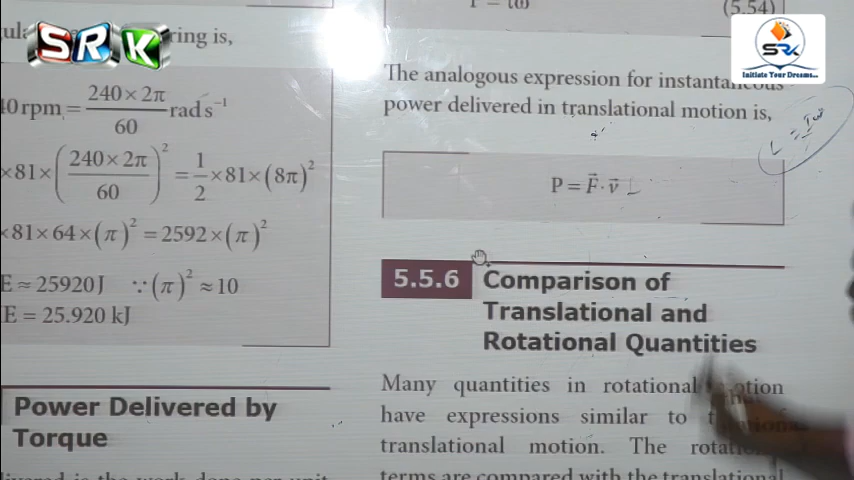 SRK
ring is,
40 rpm = 240 × 2π / 60 rad s⁻¹
×81×(240 × 2π / 60)² = 1/2 ×81×(8π)²
×81×64×(π)² = 2592×(π)²
E ≈ 25920 J ∵(π)² ≈10
E = 25.920 kJ
Power Delivered by
Torque
(5.54)
SRK
Initiate Your Dreams...
The analogous expression for instantaneous
power delivered in translational motion is,
L = Iω
P = F⃗ · v⃗
5.5.6 Comparison of
Translational and
Rotational Quantities
Many quantities in rotational motion
have expressions similar to
translational motion. The
terms are compared with the translational